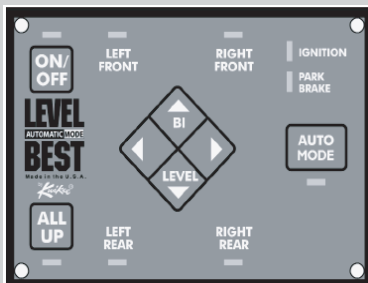 ON/
OFF
LEFT
FRONT
RIGHT
FRONT
IGNITION
PARK
BRAKE
LEVEL
AUTOMATIC MODE
BEST
Made in the U.S.A.
Kwikee
BI
LEVEL
AUTO
MODE
ALL
UP
LEFT
REAR
RIGHT
REAR